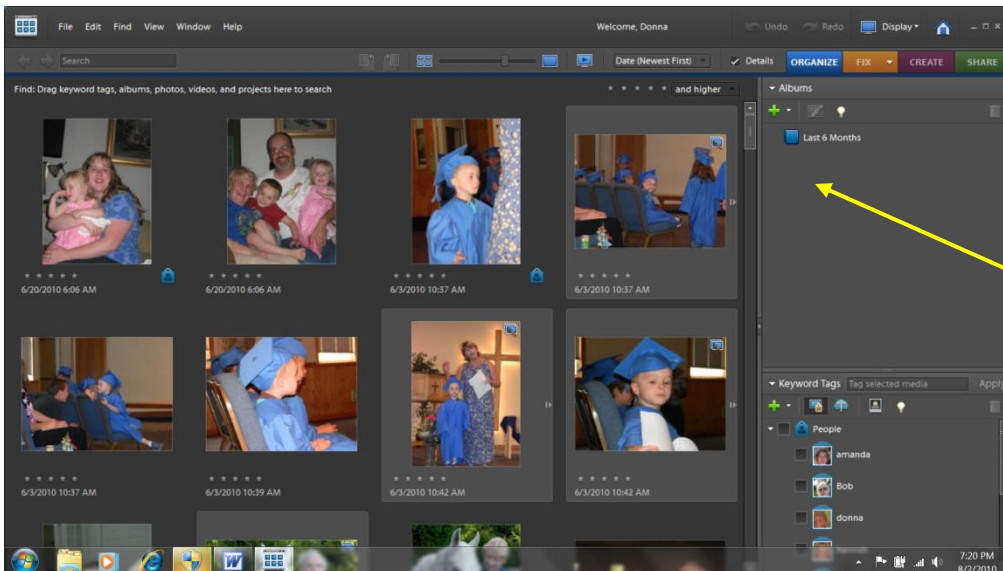 File Edit Find View Window Help Welcome, Donna Undo Redo Display
Search Date (Newest First) Details ORGANIZE FIX CREATE SHARE
Find: Drag keyword tags, albums, photos, videos, and projects here to search and higher
Albums
Last 6 Months
6/20/2010 6:06 AM 6/20/2010 6:06 AM 6/3/2010 10:37 AM 6/3/2010 10:37 AM
Keyword Tags Tag selected media Apply
People
amanda
Bob
donna
6/3/2010 10:37 AM 6/3/2010 10:39 AM 6/3/2010 10:42 AM 6/3/2010 10:42 AM
W
7:20 PM
8/2/2010